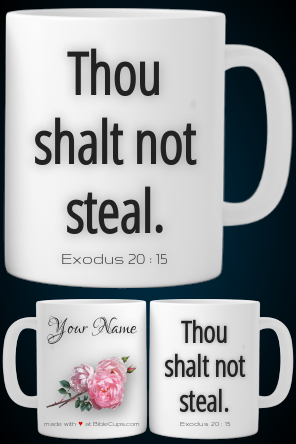 Thou
shalt not
steal.
Exodus 20 : 15
Your Name
made with ♥ at BibleCups.com
Thou
shalt not
steal.
Exodus 20 : 15